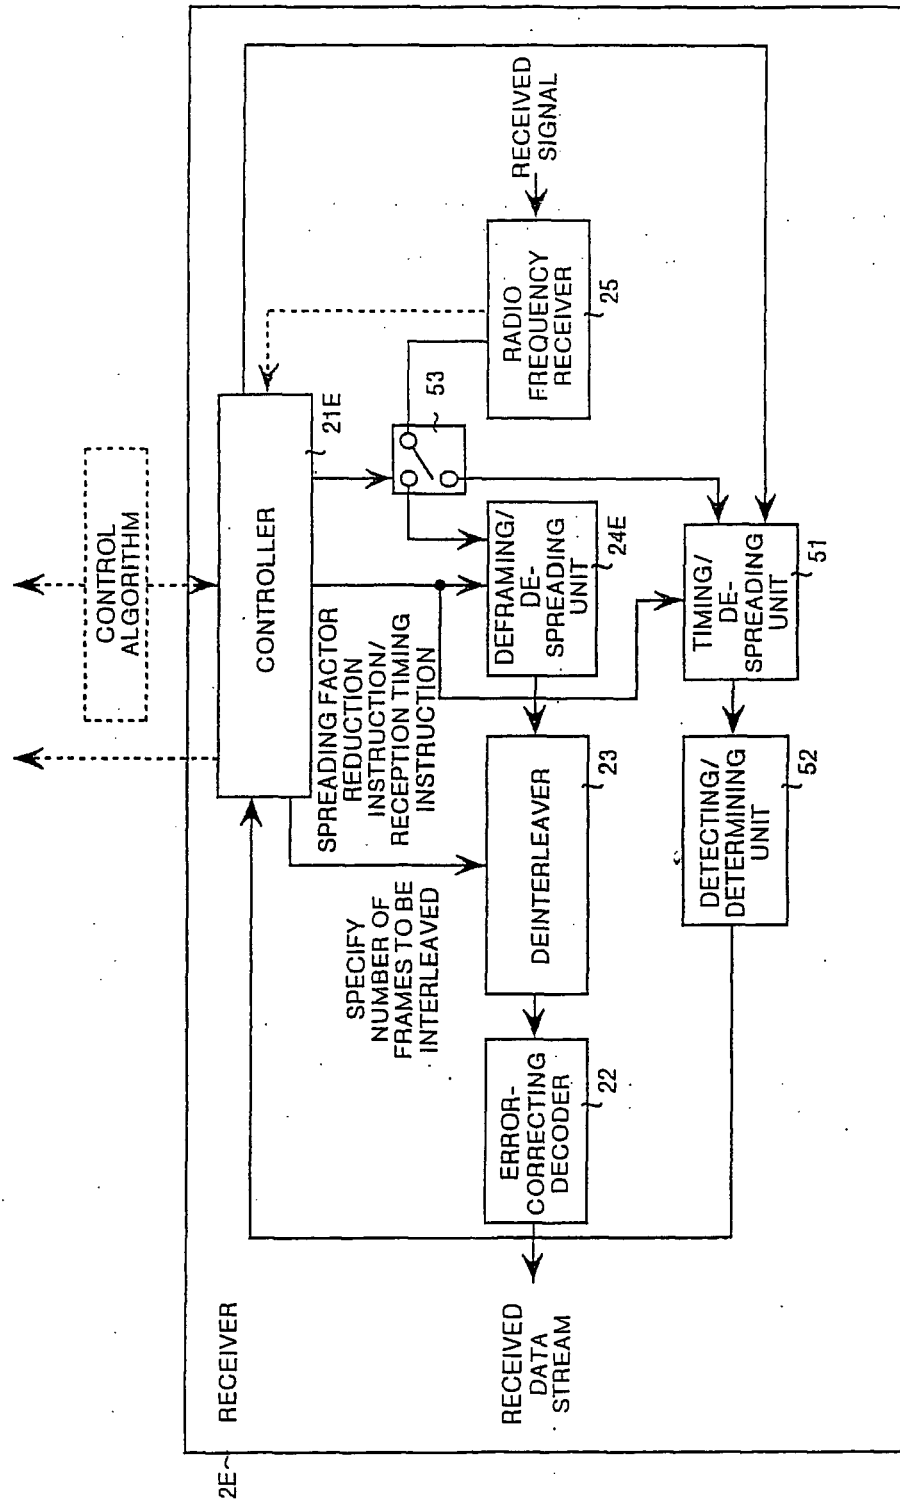 2E
RECEIVER
CONTROL
ALGORITHM
CONTROLLER
21E
SPREADING FACTOR
REDUCTION
INSTRUCTION/
RECEPTION TIMING
INSTRUCTION
SPECIFY
NUMBER OF
FRAMES TO BE
INTERLEAVED
53
RECEIVED
SIGNAL
RADIO
FREQUENCY
RECEIVER
25
DEFRAMING/
DE-
SPREADING
UNIT
24E
DEINTERLEAVER
23
ERROR-
CORRECTING
DECODER
22
RECEIVED
DATA
STREAM
TIMING/
DE-
SPREADING
UNIT
51
DETECTING/
DETERMINING
UNIT
52